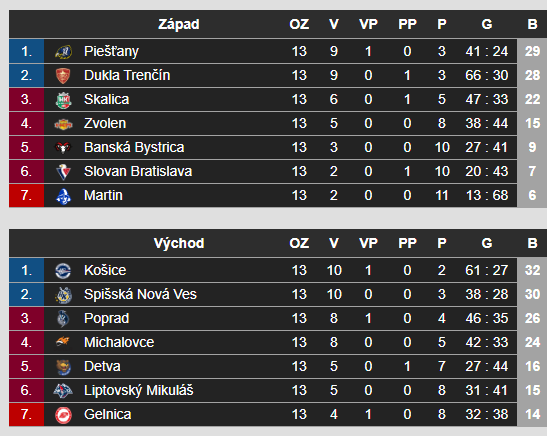 Západ OZ V VP PP P G B
1. Piešťany 13 9 1 0 3 41 : 24 29
2. Dukla Trenčín 13 9 0 1 3 66 : 30 28
3. Skalica 13 6 0 1 5 47 : 33 22
4. Zvolen 13 5 0 0 8 38 : 44 15
5. Banská Bystrica 13 3 0 0 10 27 : 41 9
6. Slovan Bratislava 13 2 0 1 10 20 : 43 7
7. Martin 13 2 0 0 11 13 : 68 6
Východ OZ V VP PP P G B
1. Košice 13 10 1 0 2 61 : 27 32
2. Spišská Nová Ves 13 10 0 0 3 38 : 28 30
3. Poprad 13 8 1 0 4 46 : 35 26
4. Michalovce 13 8 0 0 5 42 : 33 24
5. Detva 13 5 0 1 7 27 : 44 16
6. Liptovský Mikuláš 13 5 0 0 8 31 : 41 15
7. Gelnica 13 4 1 0 8 32 : 38 14